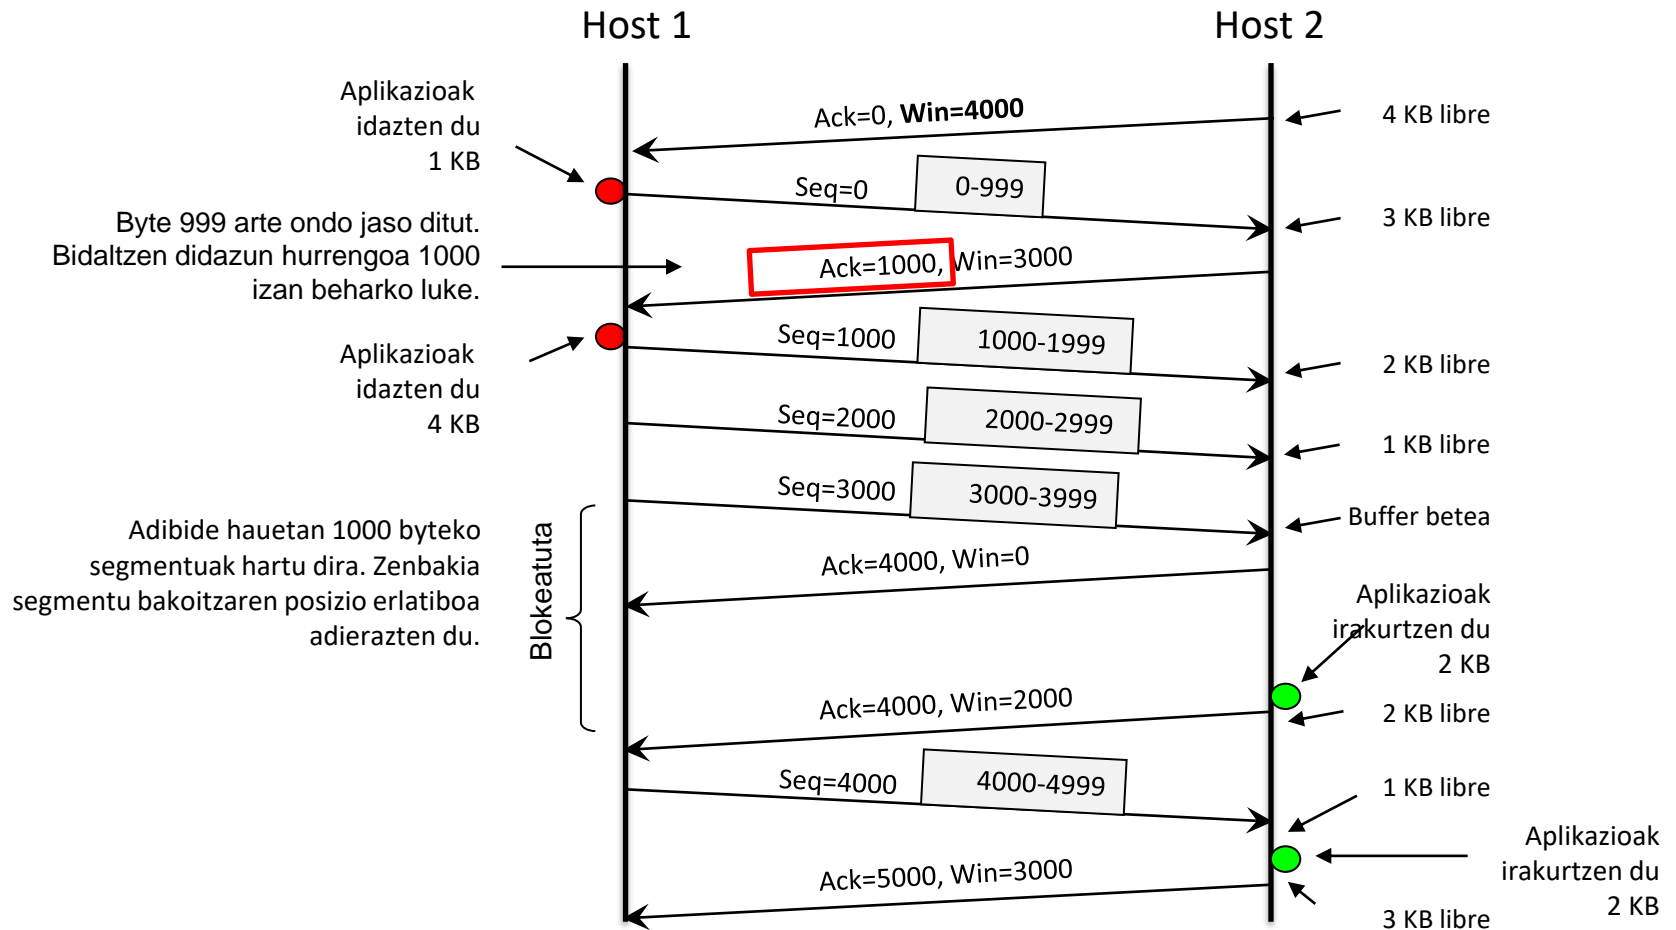 Host 1
Host 2
Aplikazioak
idazten du
1 KB
Ack=0, Win=4000
4 KB libre
Seq=0
0-999
3 KB libre
Byte 999 arte ondo jaso ditut.
Bidaltzen didazun hurrengoa 1000
izan beharko luke.
Ack=1000, Win=3000
Aplikazioak
idazten du
4 KB
Seq=1000
1000-1999
2 KB libre
Seq=2000
2000-2999
1 KB libre
Seq=3000
3000-3999
Buffer betea
Adibide hauetan 1000 byteko
segmentuak hartu dira. Zenbakia
segmentu bakoitzaren posizio erlatiboa
adierazten du.
Blokeatuta
Ack=4000, Win=0
Aplikazioak
irakurtzen du
2 KB
Ack=4000, Win=2000
2 KB libre
Seq=4000
4000-4999
1 KB libre
Aplikazioak
irakurtzen du
2 KB
Ack=5000, Win=3000
3 KB libre